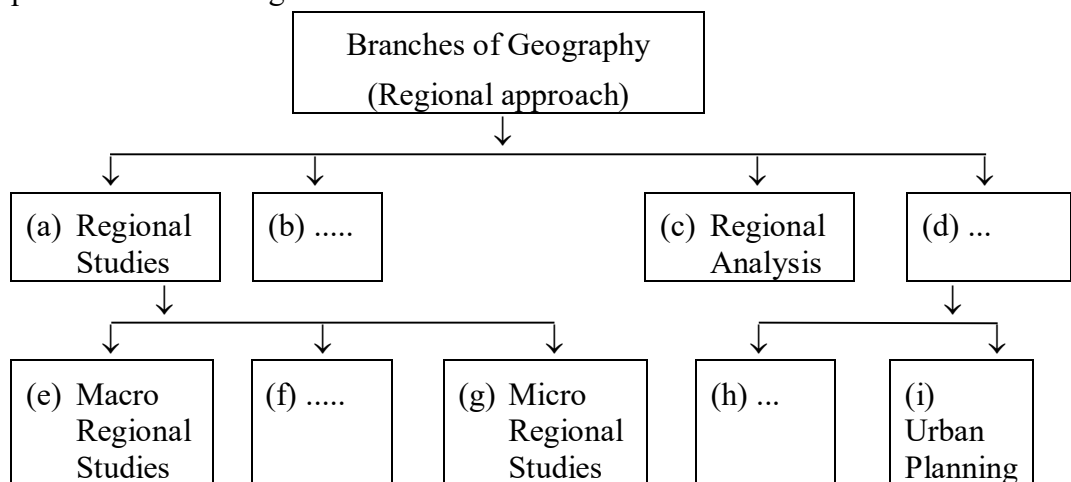 Branches of Geography
(Regional approach)
(a) Regional
Studies
(b) .....
(c) Regional
Analysis
(d) ...
(e) Macro
Regional
Studies
(f) .....
(g) Micro
Regional
Studies
(h) ...
(i)
Urban
Planning